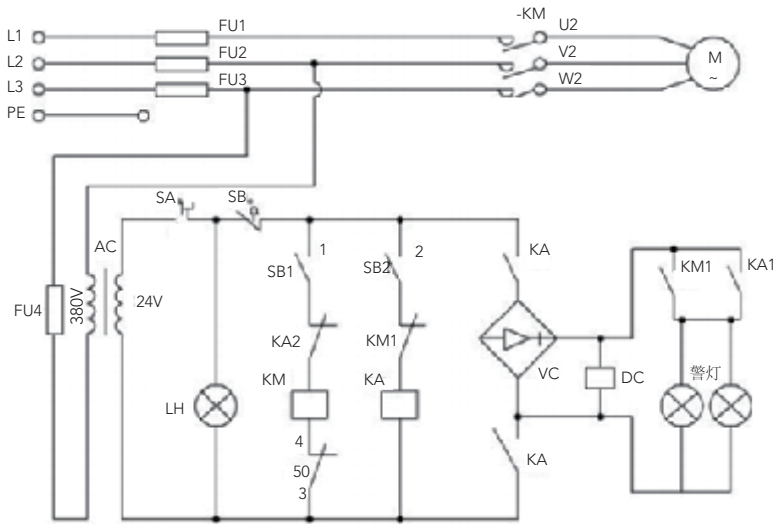 L1
FU1
-KM
U2
L2
FU2
V2
M
~
L3
FU3
W2
PE
SA
SB
AC
1
2
KA
SB1
SB2
KM1
KA1
FU4
380V
24V
KA2
KM1
VC
DC
警灯
KM
KA
LH
4
50
3
KA